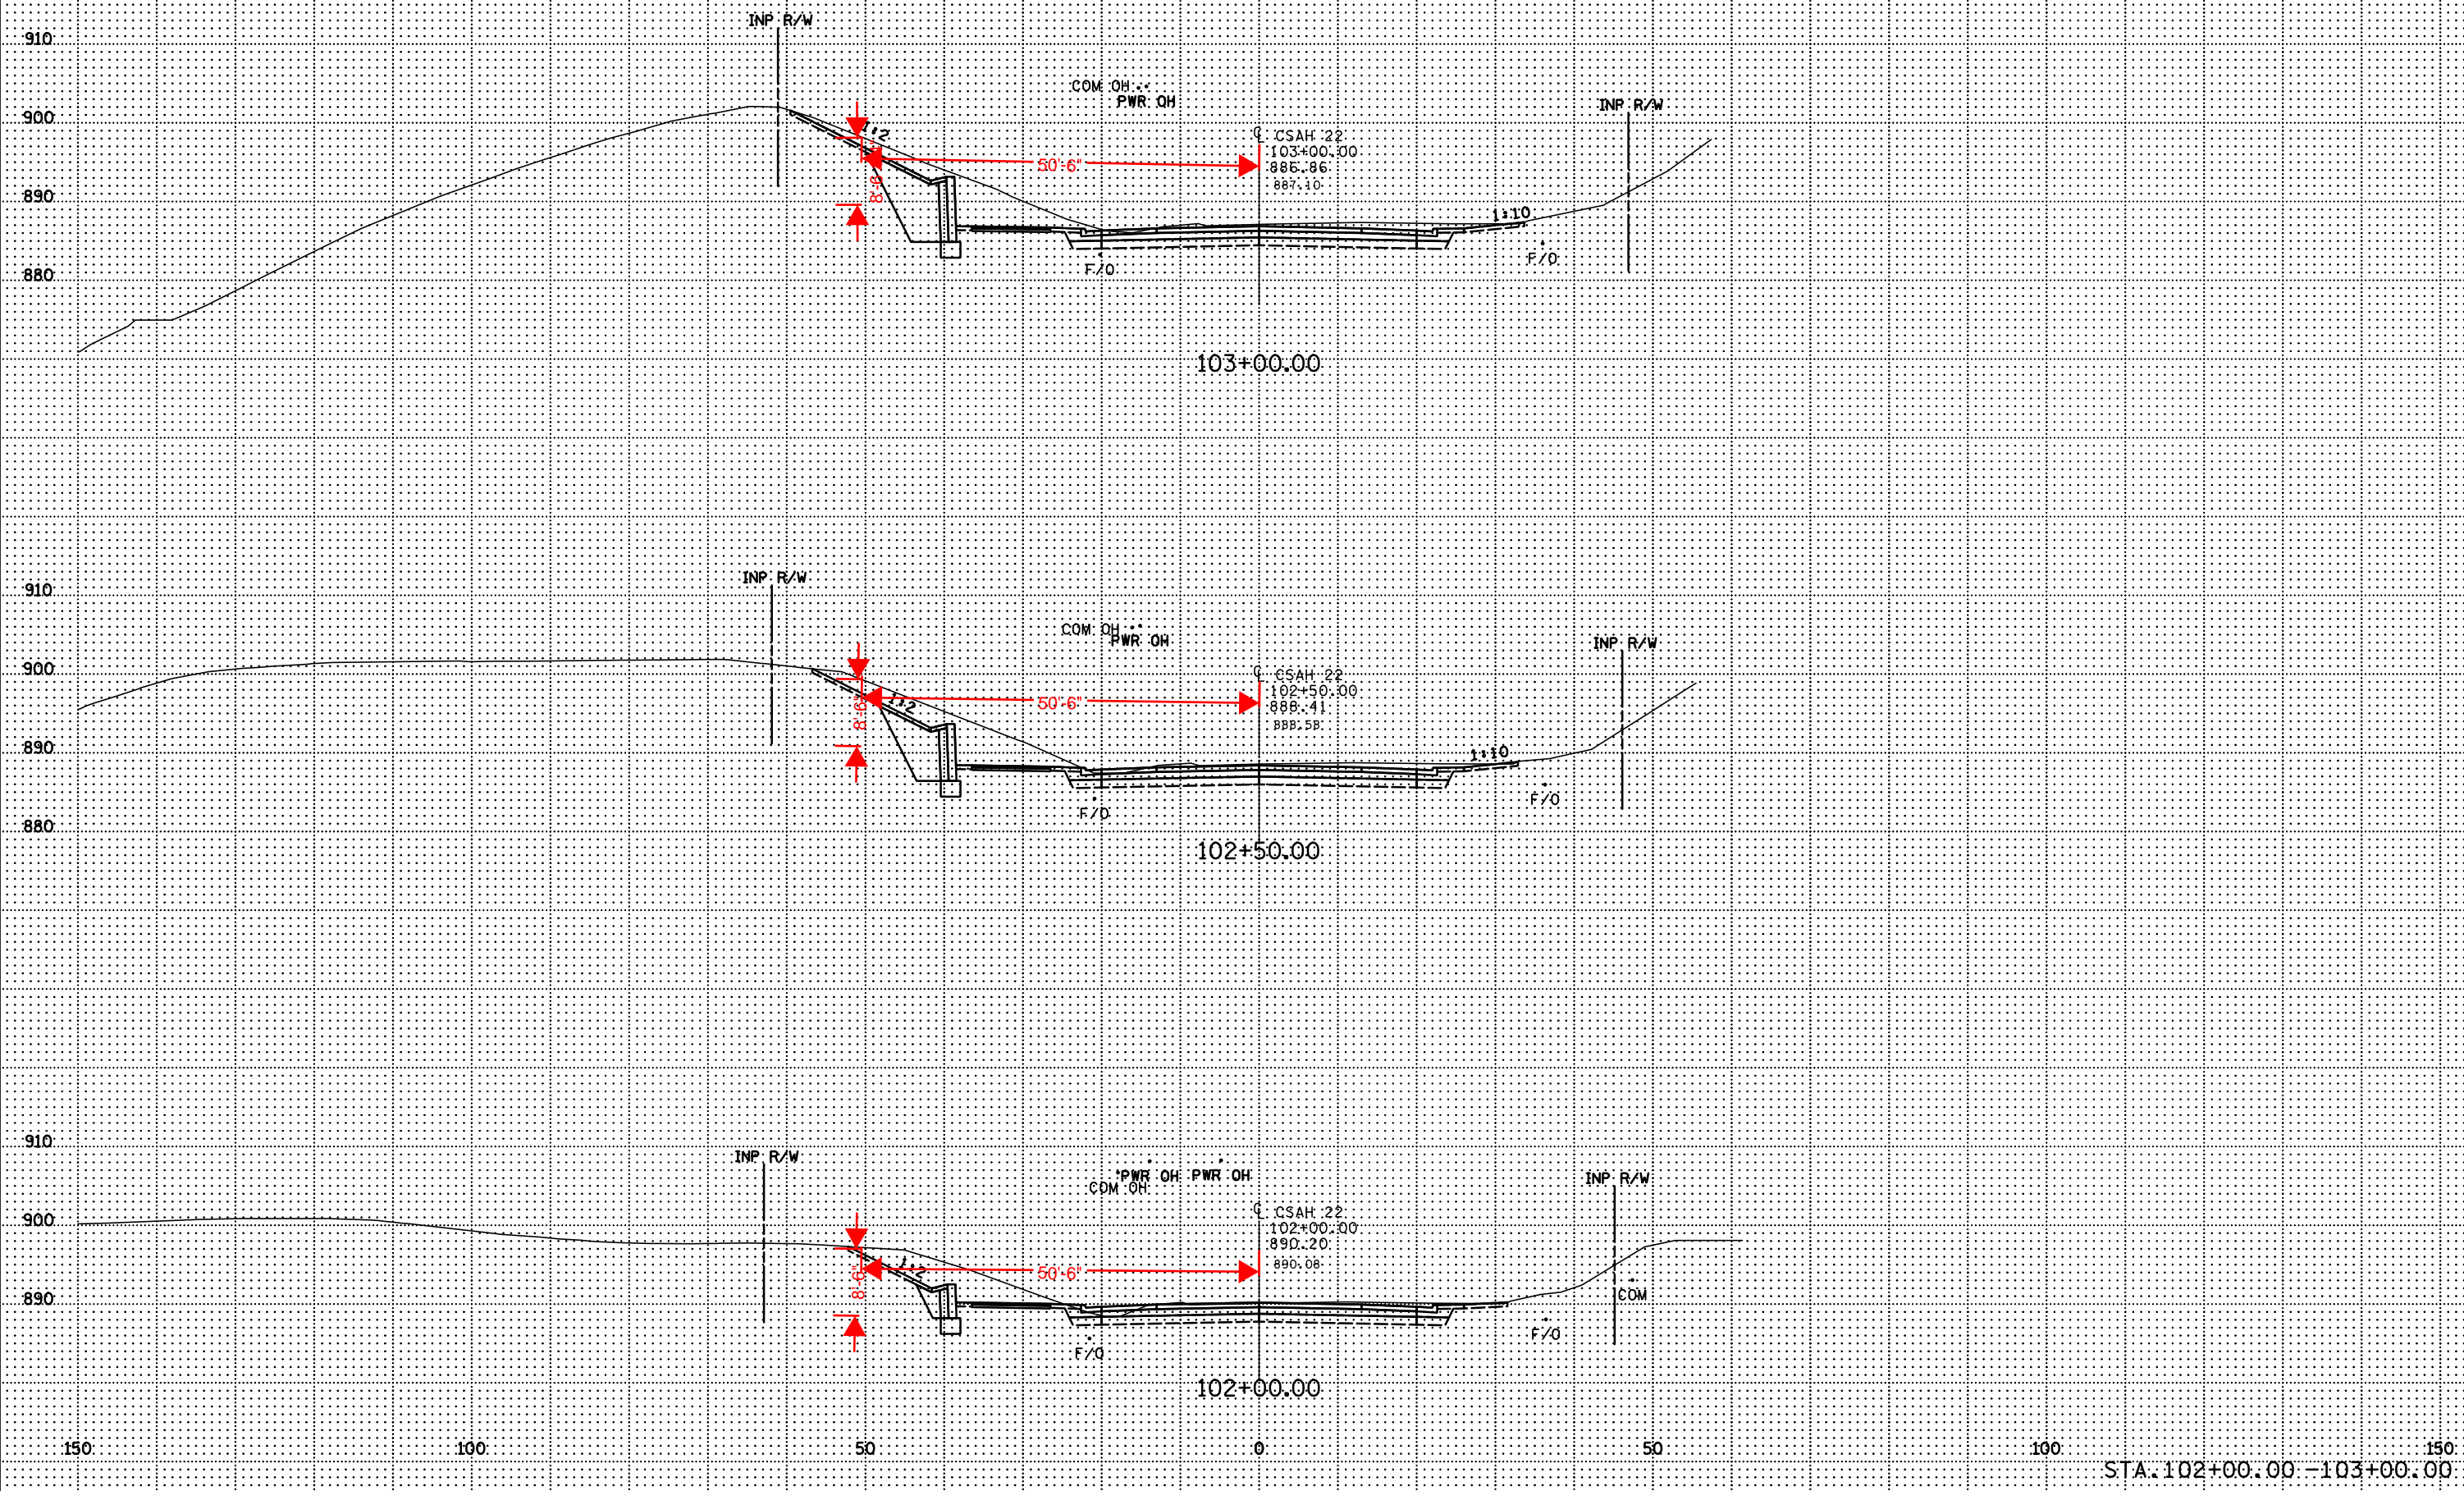 INP R/W
910
COM OH
PWR OH
INP R/W
900
1:2
CSAH 22
103+00.00
50'-6"
886.86
887.10
8'-6"
890
1:10
F/O
F/O
880
103+00.00
INP R/W
910
COM OH
PWR OH
INP R/W
900
CSAH 22
102+50.00
50'-6"
888.41
888.58
8'-6"
1:2
890
1:10
F/O
F/O
880
102+50.00
910
INP R/W
PWR OH PWR OH
COM OH
INP R/W
900
CSAH 22
102+00.00
890.20
890.08
1:2
50'-6"
8'-6"
890
COM
F/O
F/O
102+00.00
150 100 50 0 50 100 150
STA.102+00.00 -103+00.00